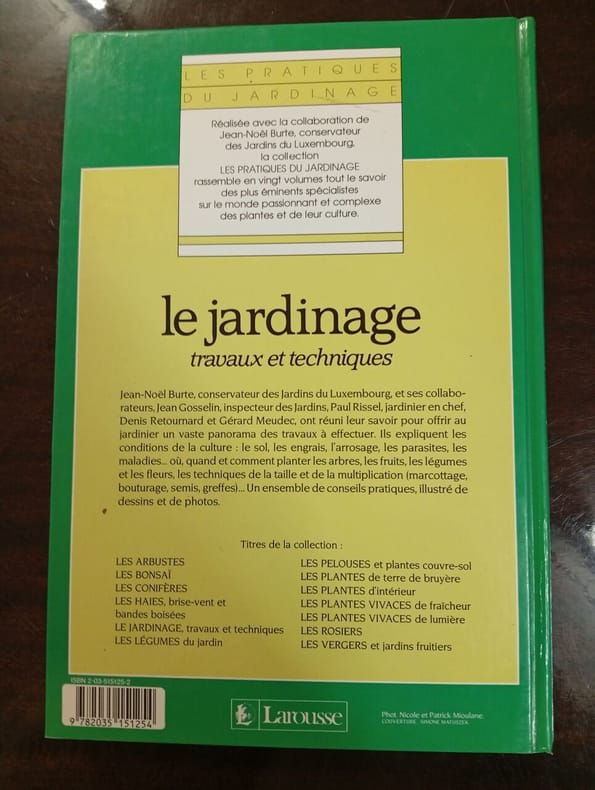 LES PRATIQUES
DU JARDINAGE
Réalisée avec la collaboration de
Jean-Noël Burte, conservateur
des Jardins du Luxembourg,
la collection
LES PRATIQUES DU JARDINAGE
rassemble en vingt volumes tout le savoir
des plus éminents spécialistes
sur le monde passionnant et complexe
des plantes et de leur culture.
le jardinage
travaux et techniques
Jean-Noël Burte, conservateur des Jardins du Luxembourg, et ses collabo-
rateurs, Jean Gosselin, inspecteur des Jardins, Paul Rissel, jardinier en chef,
Denis Retournard et Gérard Meudec, ont réuni leur savoir pour offrir au
jardinier un vaste panorama des travaux à effectuer. Ils expliquent les
conditions de la culture : le sol, les engrais, l'arrosage, les parasites, les
maladies... où, quand et comment planter les arbres, les fruits, les légumes
et les fleurs, les techniques de la taille et de la multiplication (marcottage,
bouturage, semis, greffes)... Un ensemble de conseils pratiques, illustré de
dessins et de photos.
Titres de la collection :
LES ARBUSTES
LES BONSAÏ
LES CONIFÈRES
LES HAIES, brise-vent et
bandes boisées
LE JARDINAGE, travaux et techniques
LES LÉGUMES du jardin
LES PELOUSES et plantes couvre-sol
LES PLANTES de terre de bruyère
LES PLANTES d'intérieur
LES PLANTES VIVACES de fraîcheur
LES PLANTES VIVACES de lumière
LES ROSIERS
LES VERGERS et jardins fruitiers
ISBN 2-03-515125-2
9 782035 151254
Larousse
Phot. Nicole et Patrick Mioulane.
COUVERTURE SIMONE MATUSZEK.